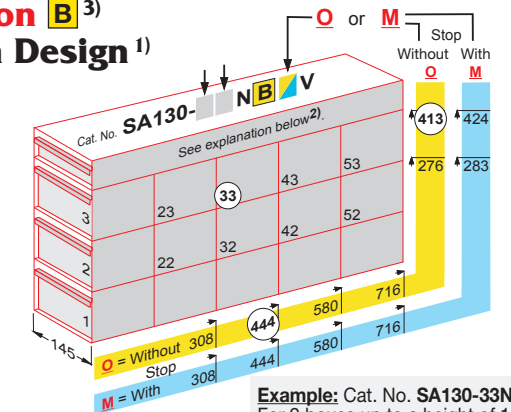 on B 3)
Design 1)
O or M
Stop
Without With
O M
Cat. No. SA130- N B V
See explanation below2).
413 424
276 283
3 23 33 43 53
2 22 32 42 52
1
145
O = Without 308 444 580 716
Stop
M = With 308 444 580 716
Example: Cat. No. SA130-33N